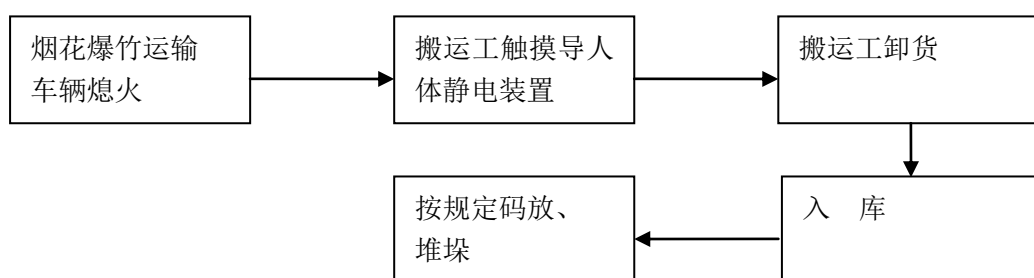 烟花爆竹运输
车辆熄火
搬运工触摸导人
体静电装置
搬运工卸货
入　库
按规定码放、
堆垛